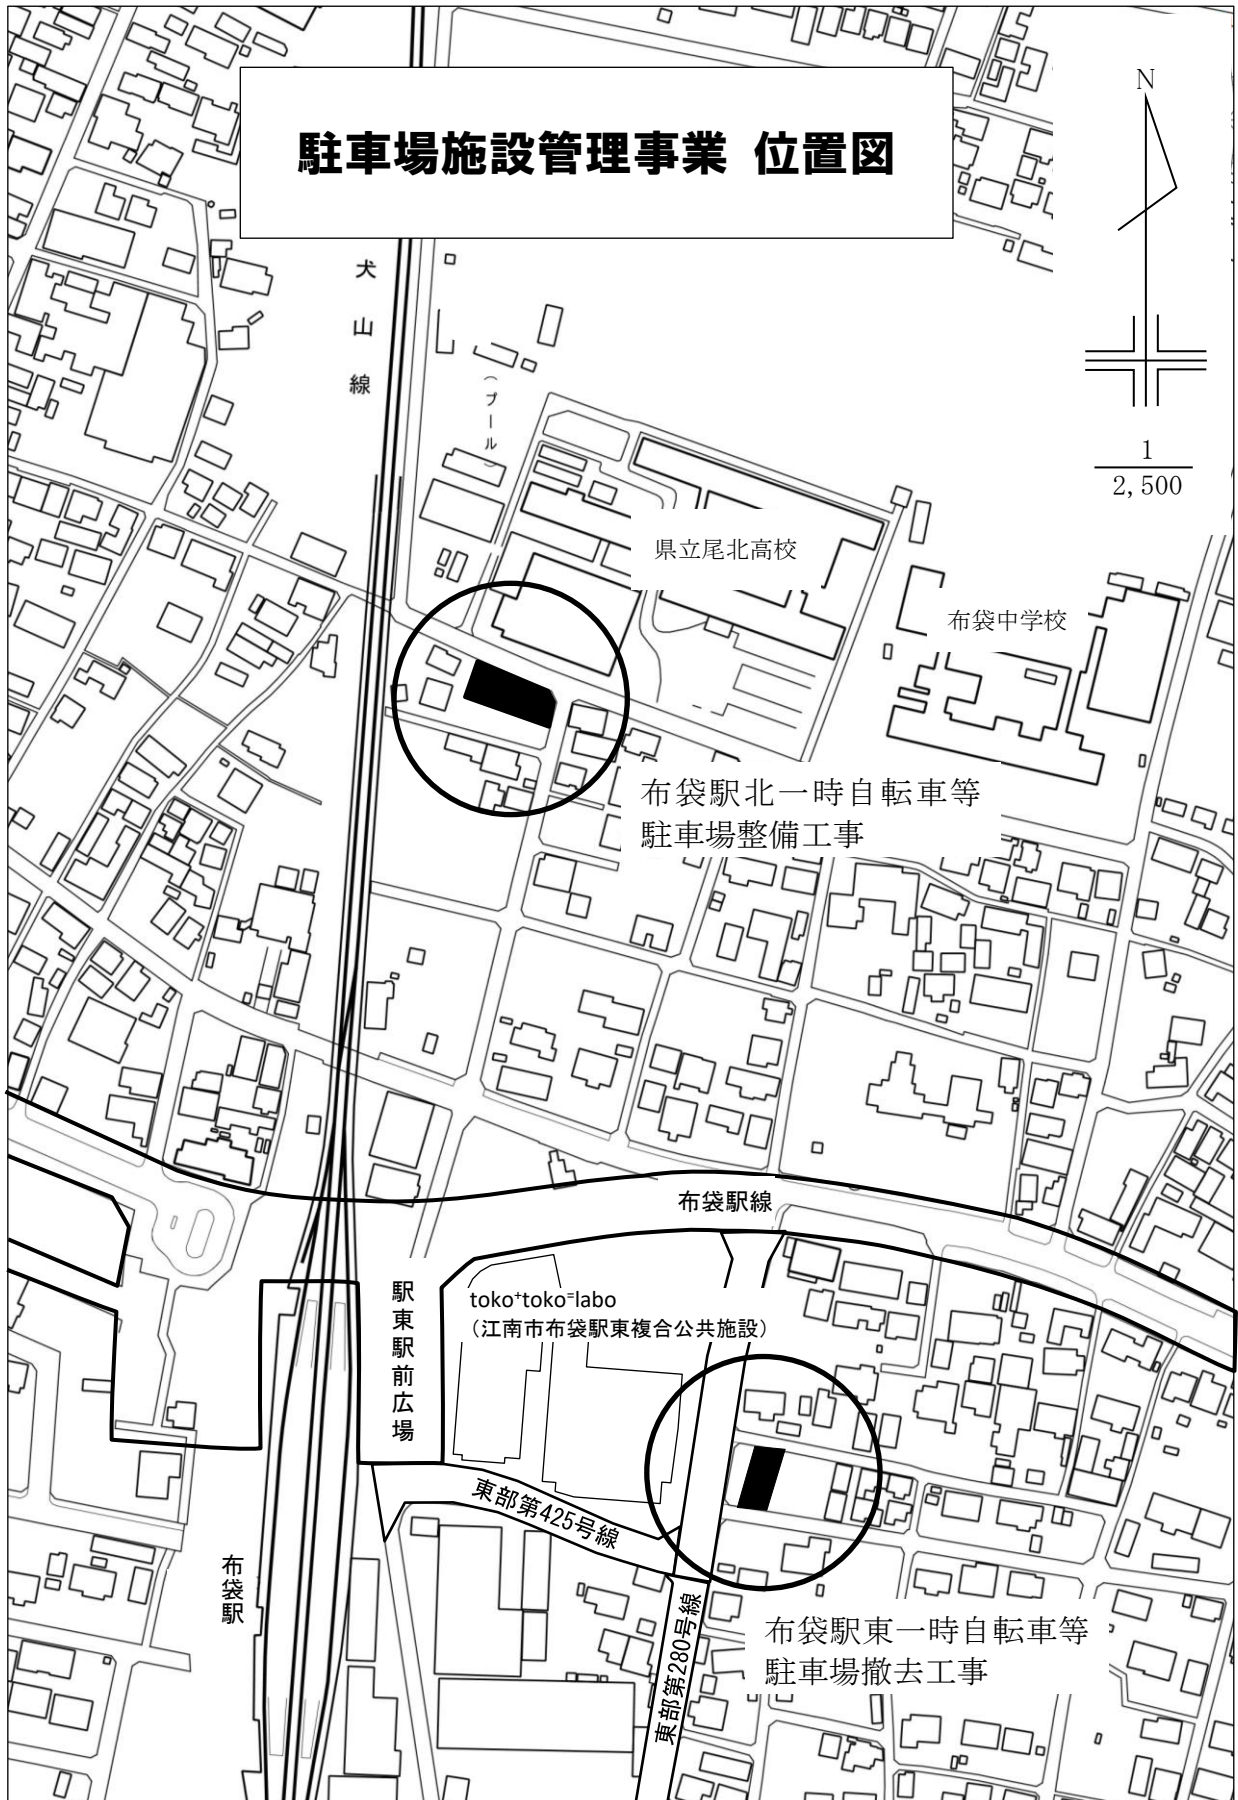 駐車場施設管理事業 位置図
N
1
2,500
犬山線
(プール)
県立尾北高校
布袋中学校
布袋駅北一時自転車等
駐車場整備工事
布袋駅線
駅東駅前広場
toko⁺toko⁼labo
（江南市布袋駅東複合公共施設）
東部第425号線
布袋駅
東部第280号線
布袋駅東一時自転車等
駐車場撤去工事